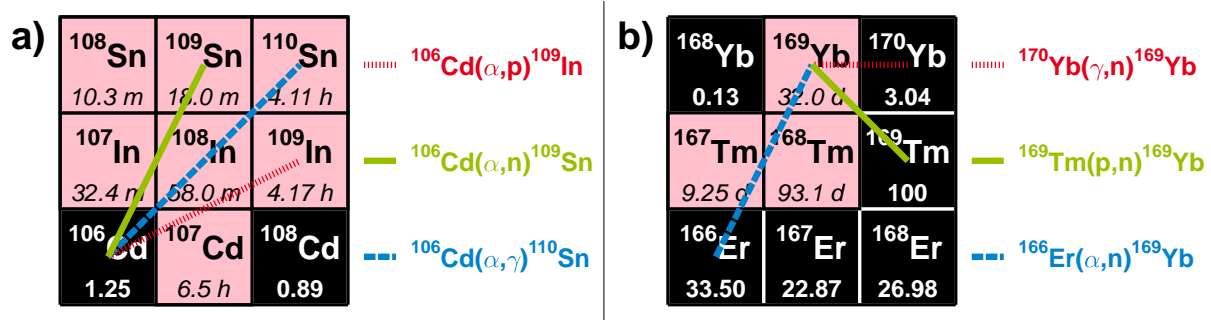 a)
¹⁰⁸Sn ¹⁰⁹Sn ¹¹⁰Sn
10.3 m 18.0 m 4.11 h
¹⁰⁷In ¹⁰⁸In ¹⁰⁹In
32.4 m 58.0 m 4.17 h
¹⁰⁶Cd ¹⁰⁷Cd ¹⁰⁸Cd
1.25 6.5 h 0.89
¹⁰⁶Cd(α,p)¹⁰⁹In
¹⁰⁶Cd(α,n)¹⁰⁹Sn
¹⁰⁶Cd(α,γ)¹¹⁰Sn
b)
¹⁶⁸Yb ¹⁶⁹Yb ¹⁷⁰Yb
0.13 32.0 d 3.04
¹⁶⁷Tm ¹⁶⁸Tm ¹⁶⁹Tm
9.25 d 93.1 d 100
¹⁶⁶Er ¹⁶⁷Er ¹⁶⁸Er
33.50 22.87 26.98
¹⁷⁰Yb(γ,n)¹⁶⁹Yb
¹⁶⁹Tm(p,n)¹⁶⁹Yb
¹⁶⁶Er(α,n)¹⁶⁹Yb